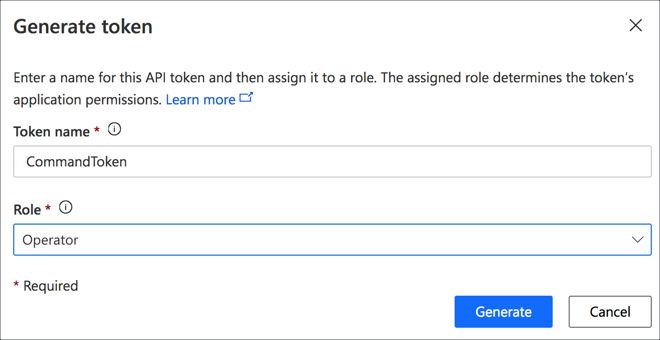 Generate token
Enter a name for this API token and then assign it to a role. The assigned role determines the token's
application permissions. Learn more
Token name *
CommandToken
Role *
Operator
* Required
Generate
Cancel